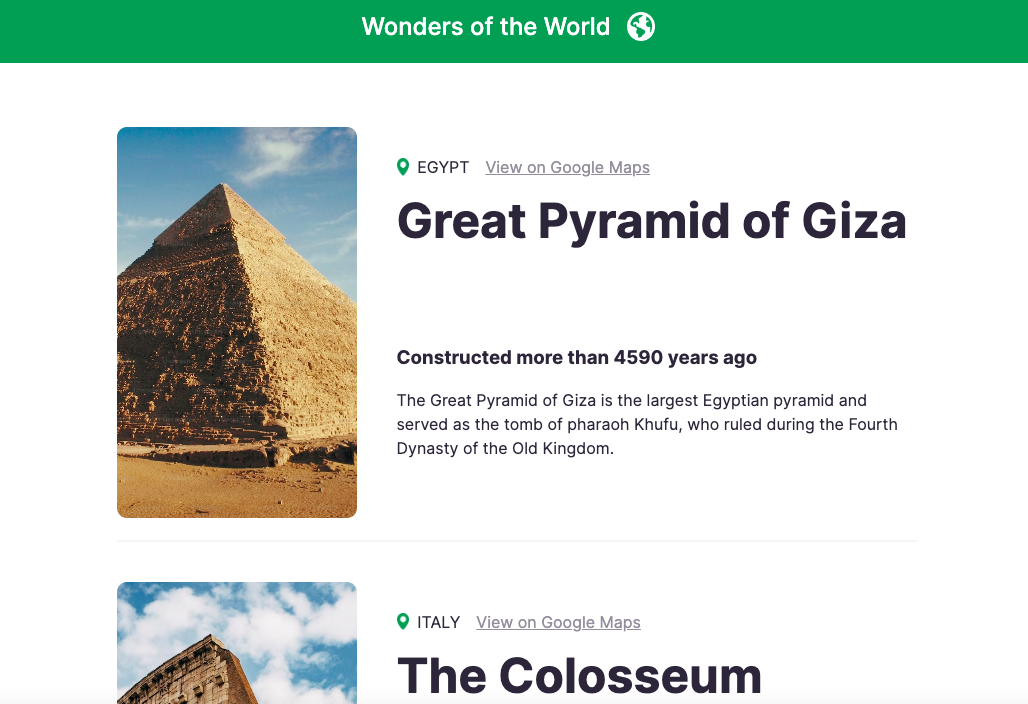 Wonders of the World
EGYPT View on Google Maps
Great Pyramid of Giza
Constructed more than 4590 years ago
The Great Pyramid of Giza is the largest Egyptian pyramid and
served as the tomb of pharaoh Khufu, who ruled during the Fourth
Dynasty of the Old Kingdom.
ITALY View on Google Maps
The Colosseum